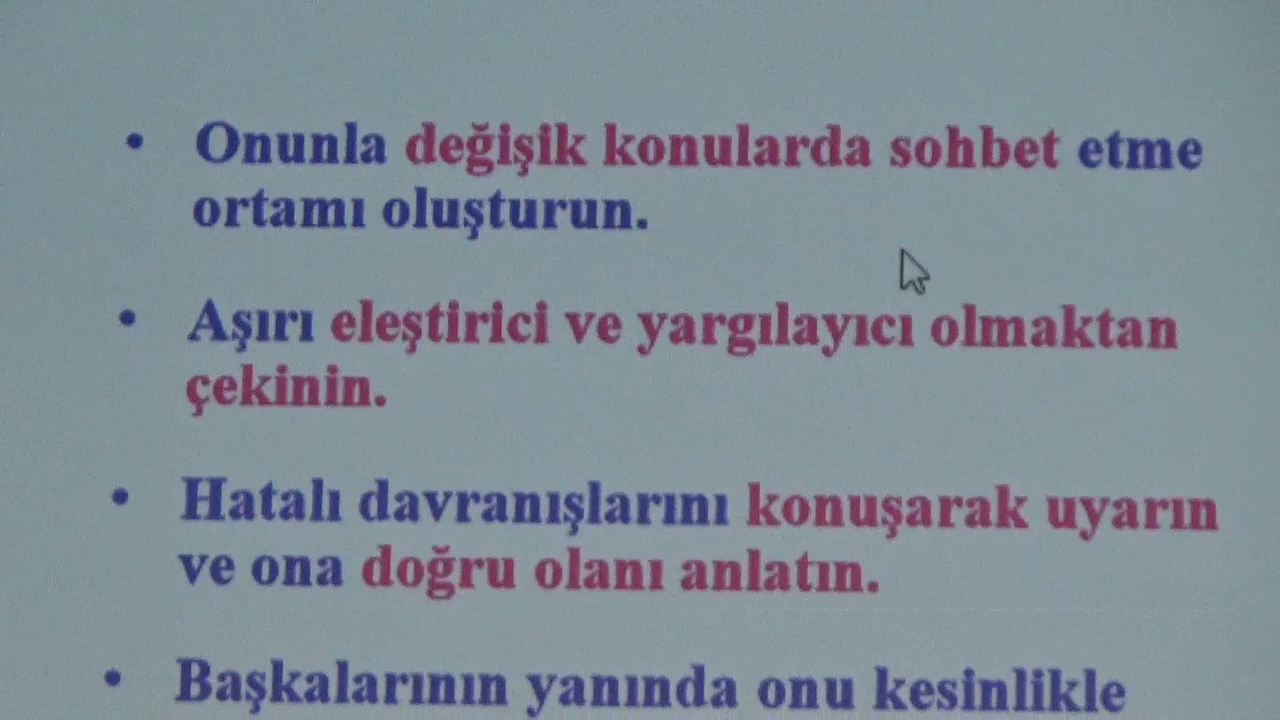 • Onunla değişik konularda sohbet etme
ortamı oluşturun.
• Aşırı eleştirici ve yargılayıcı olmaktan
çekinin.
• Hatalı davranışlarını konuşarak uyarın
ve ona doğru olanı anlatın.
• Başkalarının yanında onu kesinlikle